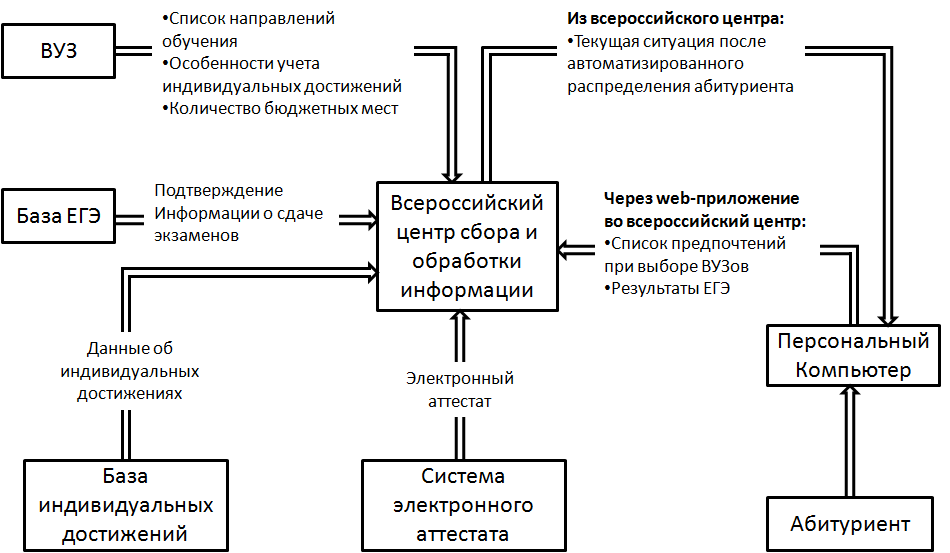 ВУЗ
•Список направлений
обучения
•Особенности учета
индивидуальных достижений
•Количество бюджетных мест
Из всероссийского центра:
•Текущая ситуация после
автоматизированного
распределения абитуриента
База ЕГЭ
Подтверждение
Информации о сдаче
экзаменов
Всероссийский
центр сбора и
обработки
информации
Через web-приложение
во всероссийский центр:
•Список предпочтений
при выборе ВУЗов
•Результаты ЕГЭ
Данные об
индивидуальных
достижениях
Электронный
аттестат
Персональный
Компьютер
База
индивидуальных
достижений
Система
электронного
аттестата
Абитуриент